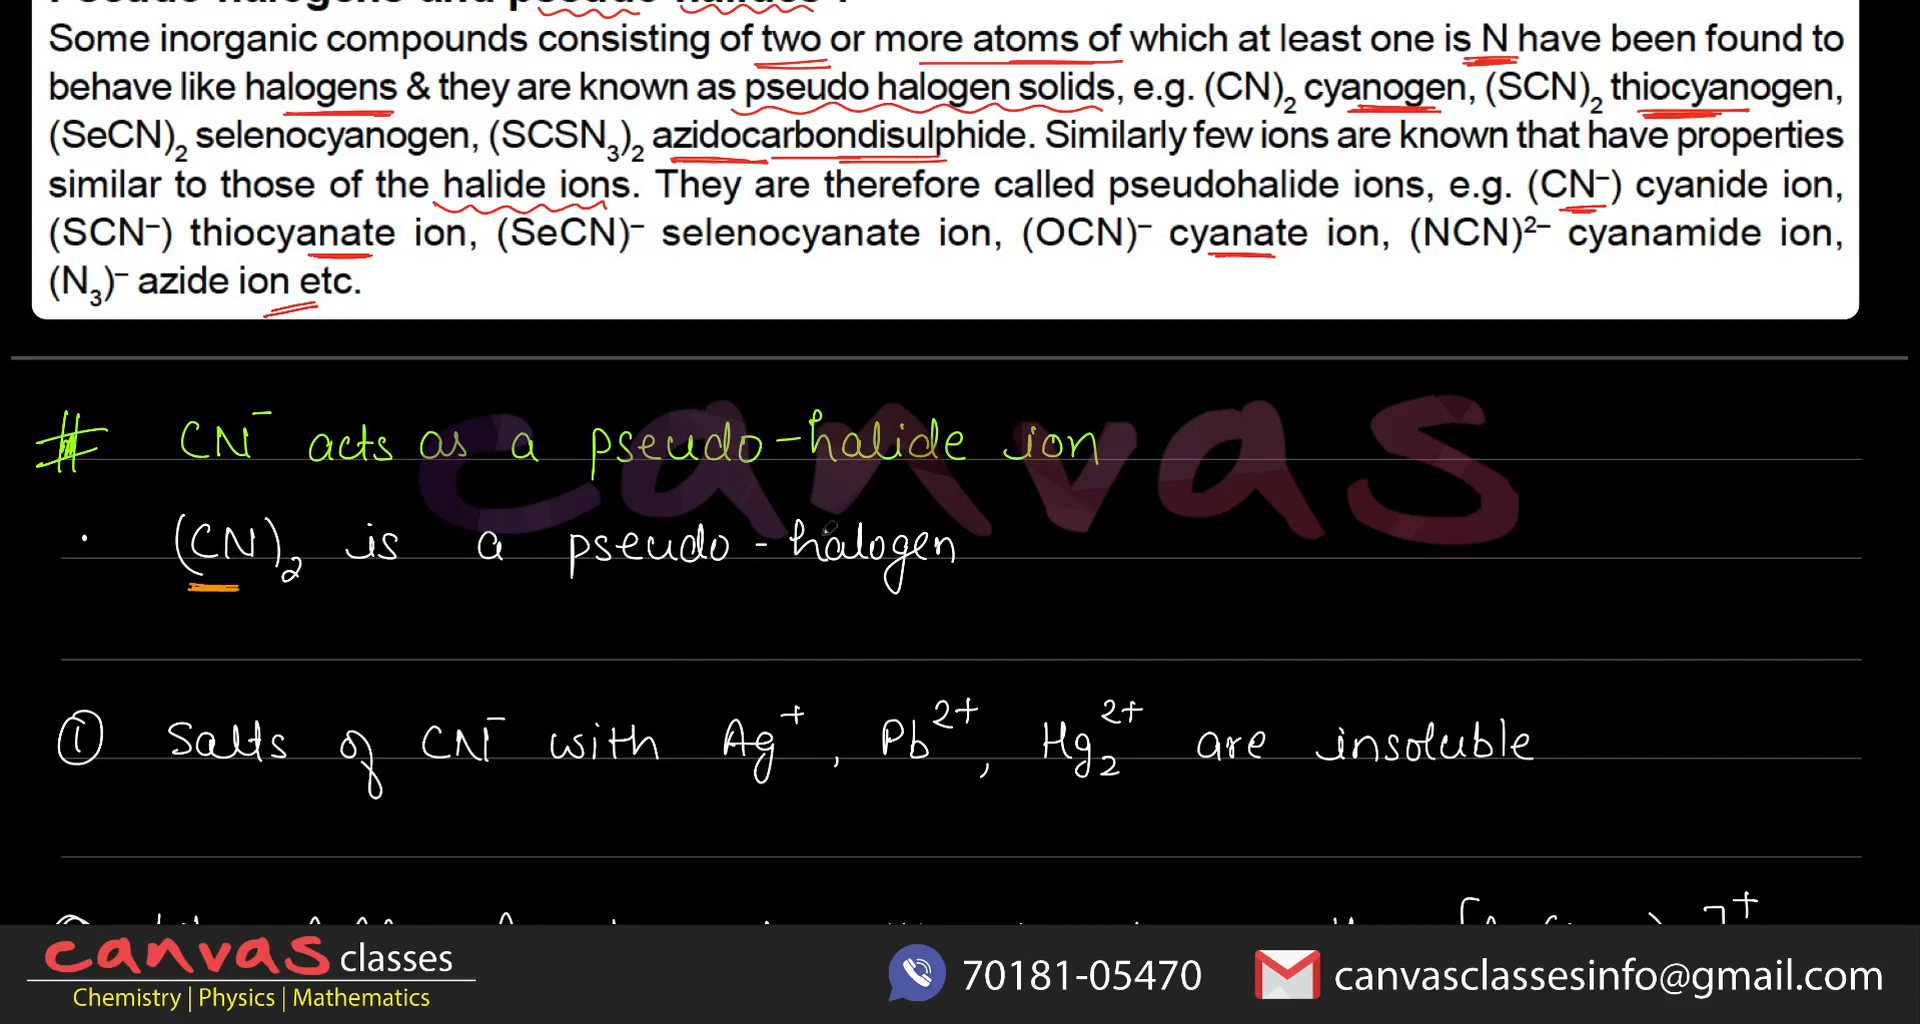 Pseudo halogens and pseudo halides :
Some inorganic compounds consisting of two or more atoms of which at least one is N have been found to
behave like halogens & they are known as pseudo halogen solids, e.g. (CN)₂ cyanogen, (SCN)₂ thiocyanogen,
(SeCN)₂ selenocyanogen, (SCSN₃)₂ azidocarbondisulphide. Similarly few ions are known that have properties
similar to those of the halide ions. They are therefore called pseudohalide ions, e.g. (CN⁻) cyanide ion,
(SCN⁻) thiocyanate ion, (SeCN)⁻ selenocyanate ion, (OCN)⁻ cyanate ion, (NCN)²⁻ cyanamide ion,
(N₃)⁻ azide ion etc.
# CN⁻ acts as a pseudo-halide ion
canvas
· (CN)₂ is a pseudo-halogen
① Salts of CN⁻ with Ag⁺, Pb²⁺, Hg₂²⁺ are insoluble
canvas classes
Chemistry | Physics | Mathematics
70181-05470
canvasclassesinfo@gmail.com